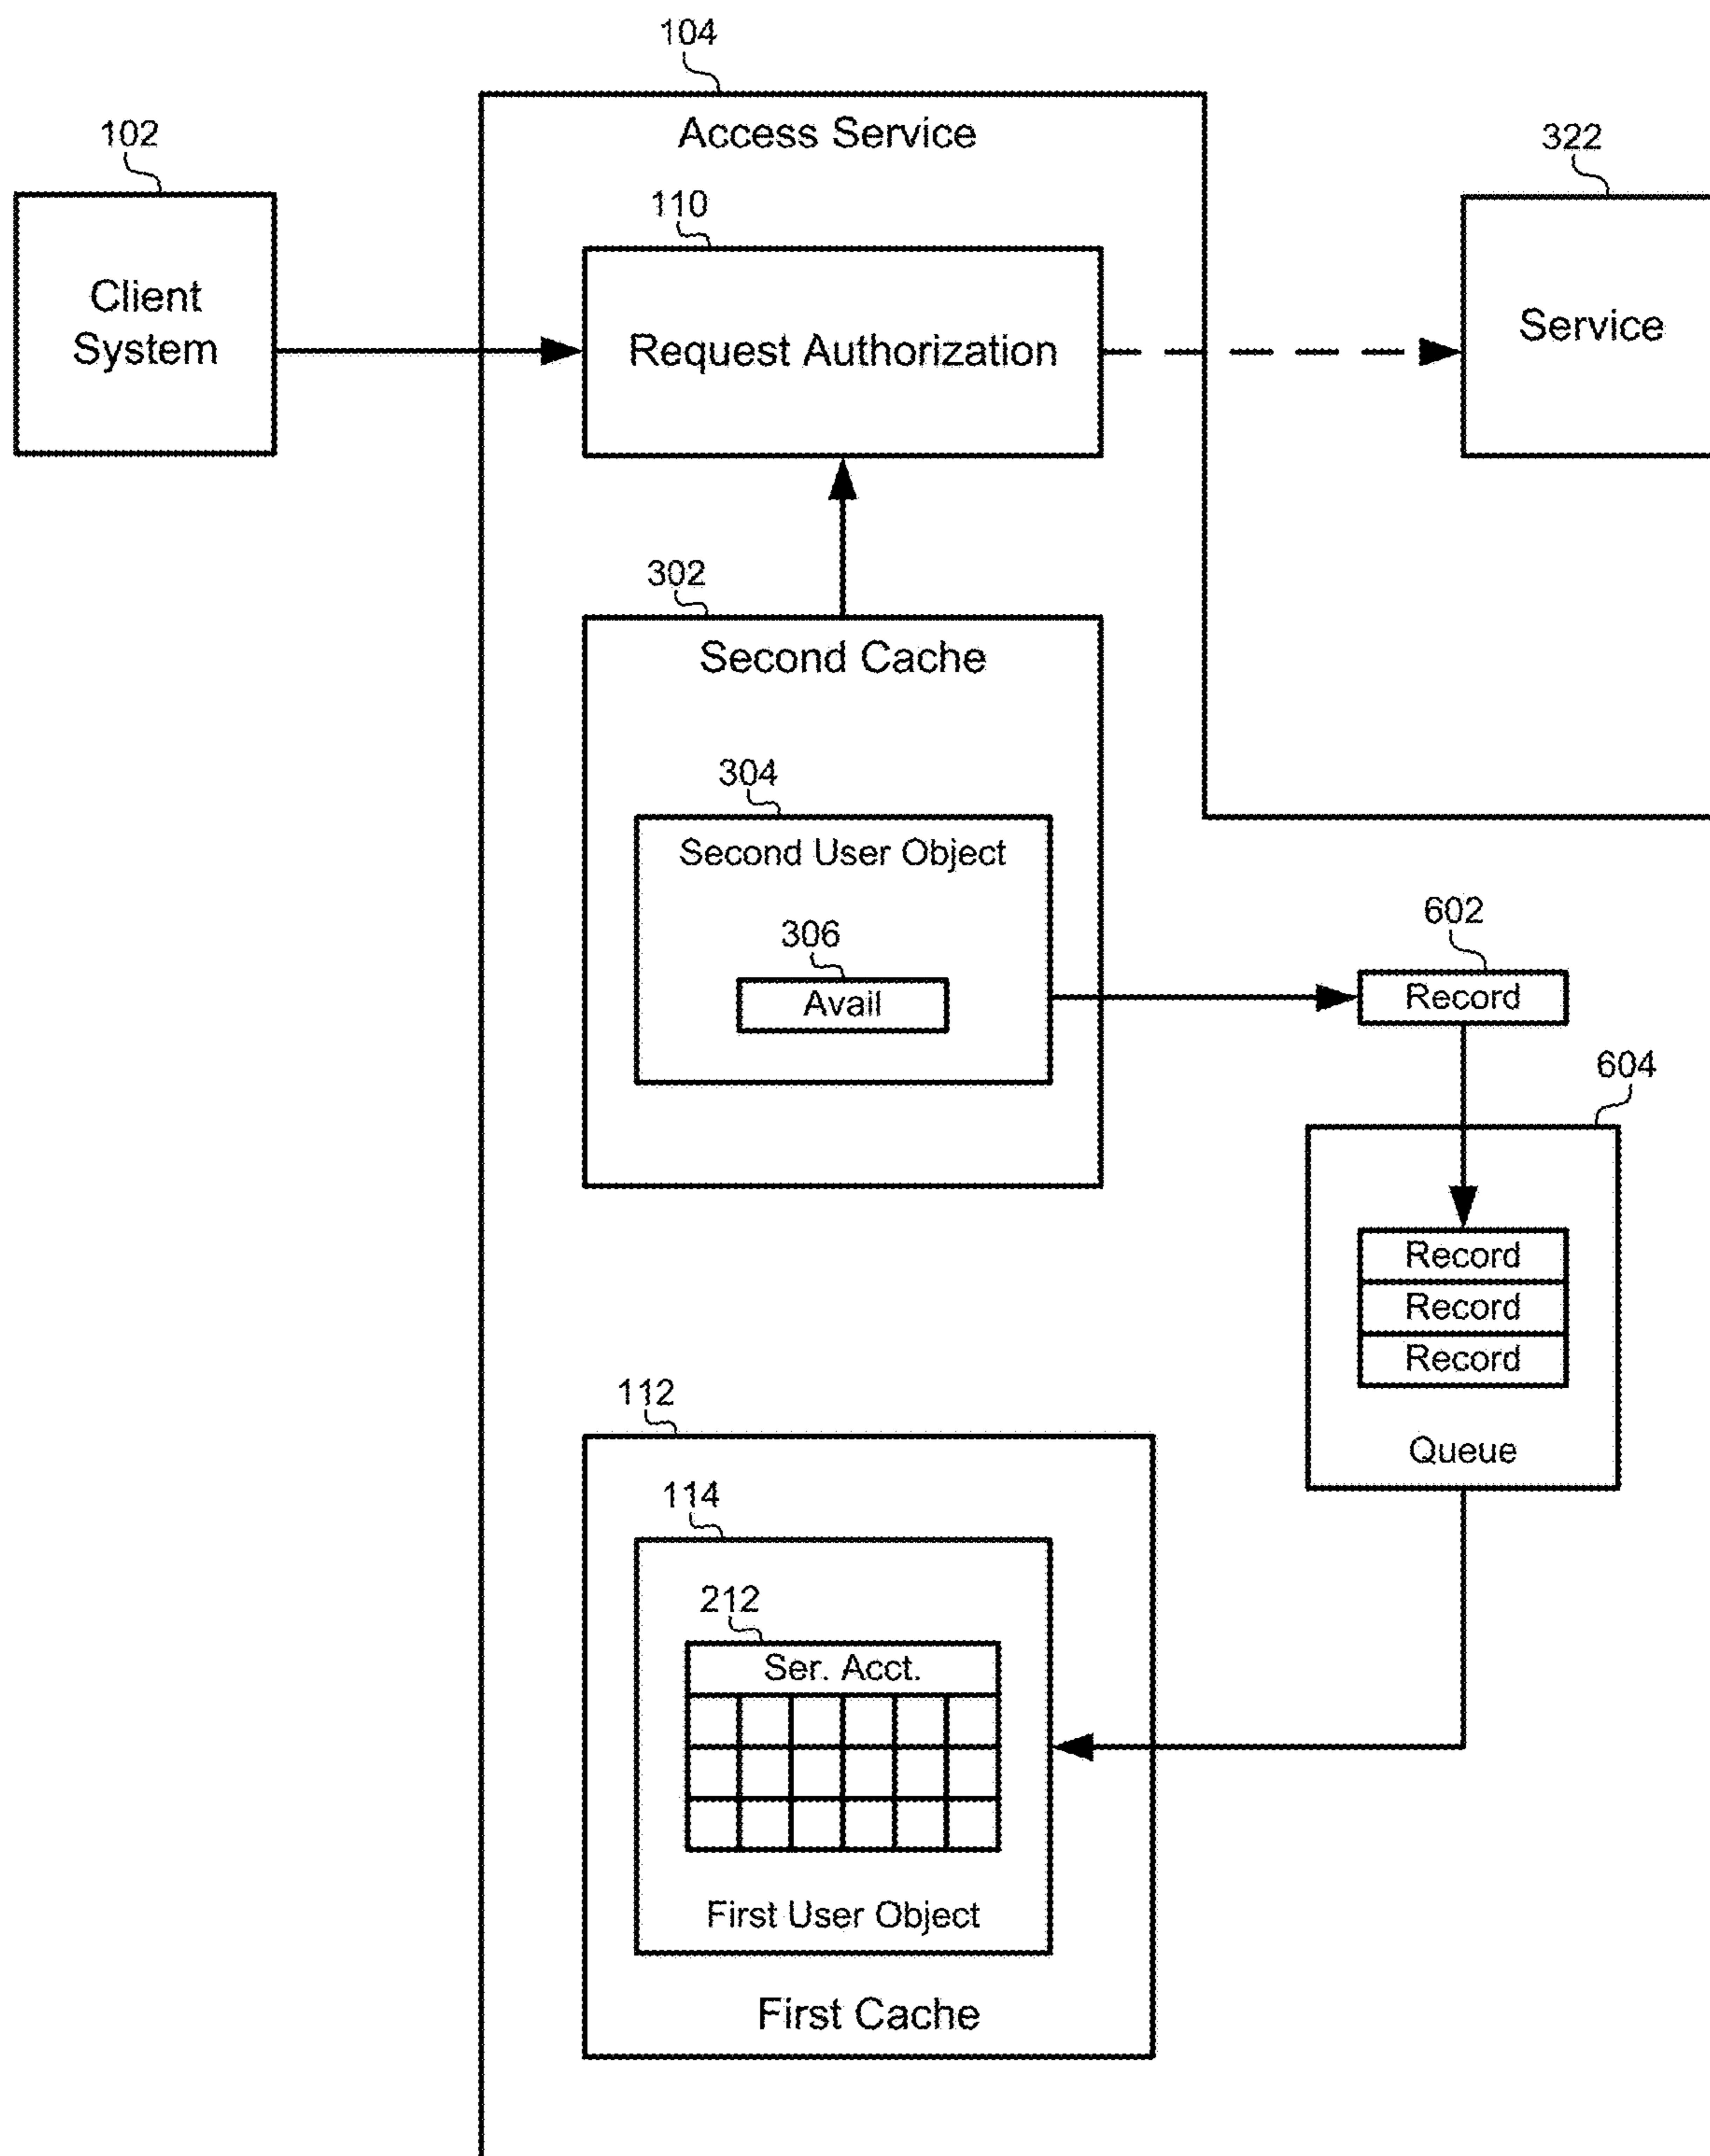 104
Access Service
102
322
110
Client
System
Request Authorization
Service
302
Second Cache
304
Second User Object
306
Avail
602
Record
604
Record
Record
Record
Queue
112
114
212
Ser. Acct.
First User Object
First Cache